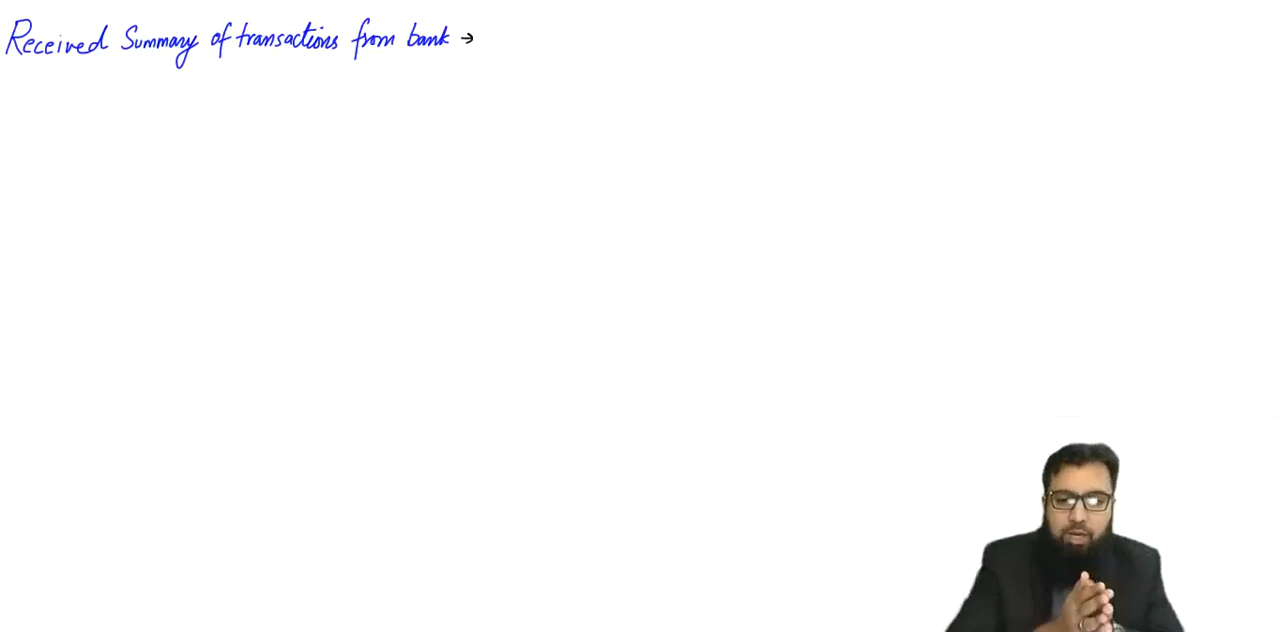 Received Summary of transactions from bank →